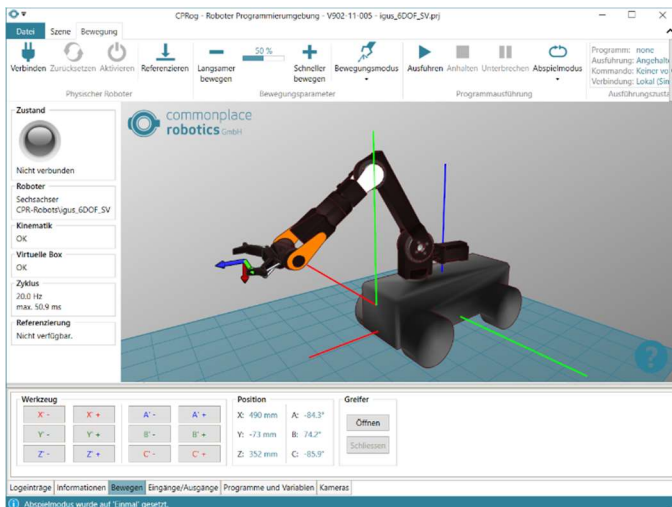 CPRog - Roboter Programmierumgebung - V902-11-005 - igus_6DOF_SV.prj
Datei Szene Bewegung
50 %
Verbinden Zurücksetzen Aktivieren Referenzieren Langsamer bewegen Schneller bewegen Bewegungsmodus Ausführen Anhalten Unterbrechen Abspielmodus
Programm: none
Ausführung: Angehalt
Kommando: Keiner vo
Verbindung: Lokal (Sin
Physischer Roboter Bewegungsparameter Programmausführung Ausführungszusta
commonplace
robotics GmbH
Zustand
Nicht verbunden
Roboter
Sechsachser
CPR-Robots\igus_6DOF_SV
Kinematik
OK
Virtuelle Box
OK
Zyklus
20.0 Hz
max. 50,9 ms
Referenzierung
Nicht verfügbar.
?
Werkzeug Position Greifer
X' - X' + A' - A' + X: 490 mm A: -84.3°
Öffnen
Y' - Y' + B' - B' + Y: -73 mm B: 74.2°
Schliessen
Z' - Z' + C' - C' + Z: 352 mm C: -85.9°
Logeinträge Informationen Bewegen Eingänge/Ausgänge Programme und Variablen Kameras
Abspielmodus wurde auf 'Einmal' gesetzt.